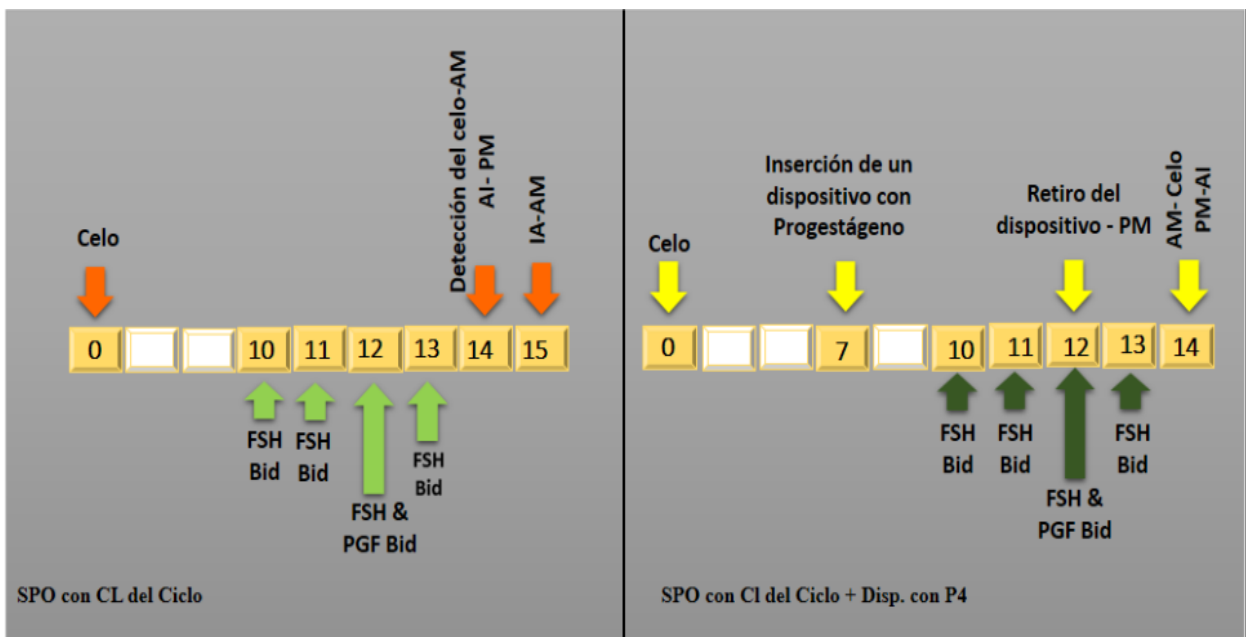 Celo
Detección del celo-AM
AI- PM
IA-AM
0
10
11
12
13
14
15
FSH
Bid
FSH
Bid
FSH &
PGF Bid
FSH
Bid
SPO con CL del Ciclo
Celo
Inserción de un
dispositivo con
Progestágeno
Retiro del
dispositivo - PM
AM- Celo
PM-AI
0
7
10
11
12
13
14
FSH
Bid
FSH
Bid
FSH &
PGF Bid
FSH
Bid
SPO con Cl del Ciclo + Disp. con P4